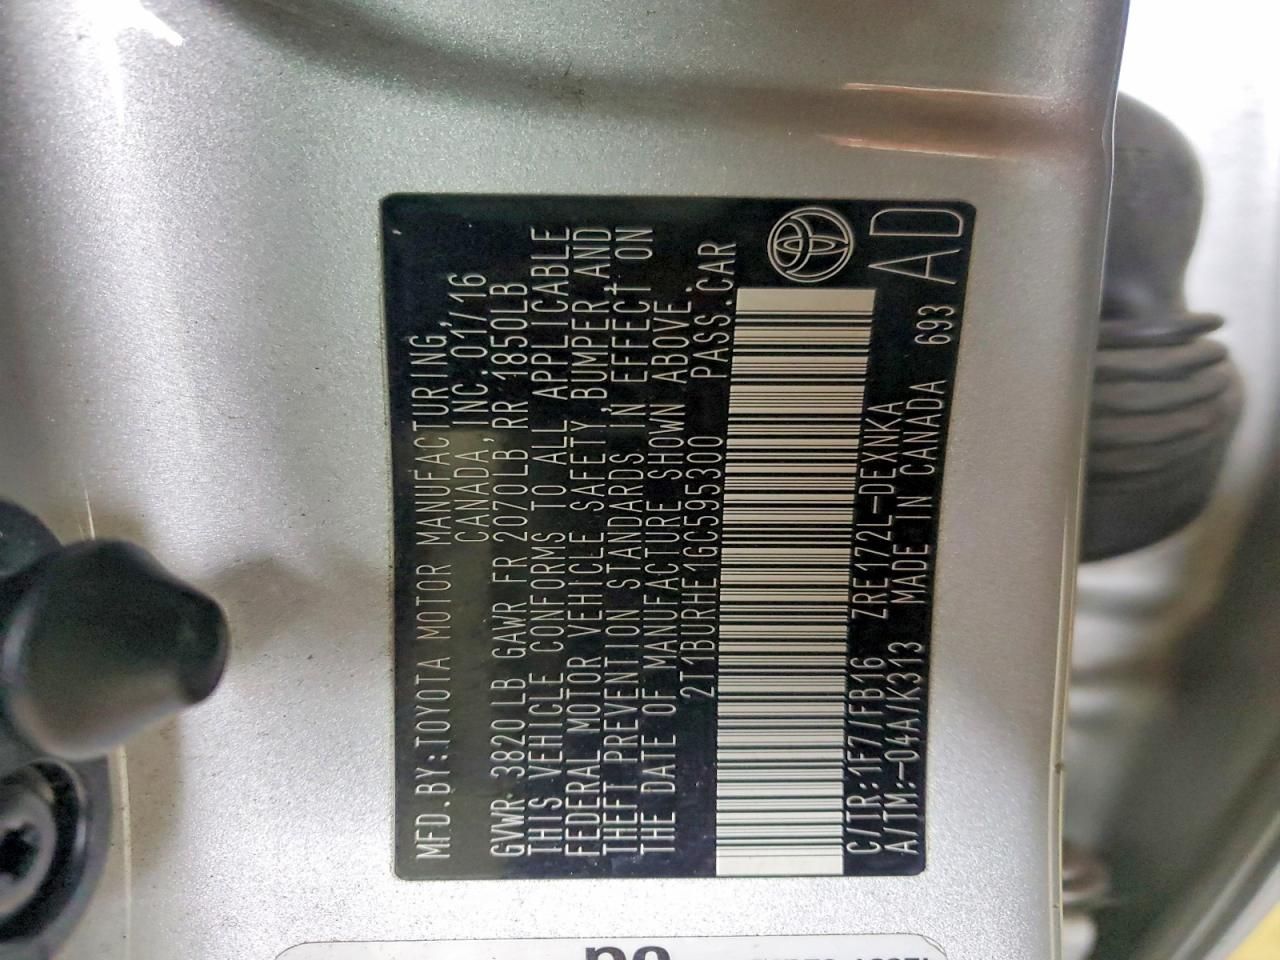 MFD.BY:TOYOTA MOTOR MANUFACTURING,
CANADA, INC. 01/16
GVWR 3820 LB GAWR FR 2070LB RR 1850LB
THIS VEHICLE CONFORMS TO ALL APPLICABLE
FEDERAL MOTOR VEHICLE SAFETY,BUMPER,AND
THEFT PREVENTION STANDARDS IN EFFECT ON
THE DATE OF MANUFACTURE SHOWN ABOVE.
2T1BURHE1GC595300 PASS.CAR
C/TR:1F7/FB16 ZRE172L-DEXNKA
A/TM:-04A/K313 MADE IN CANADA 693
AD